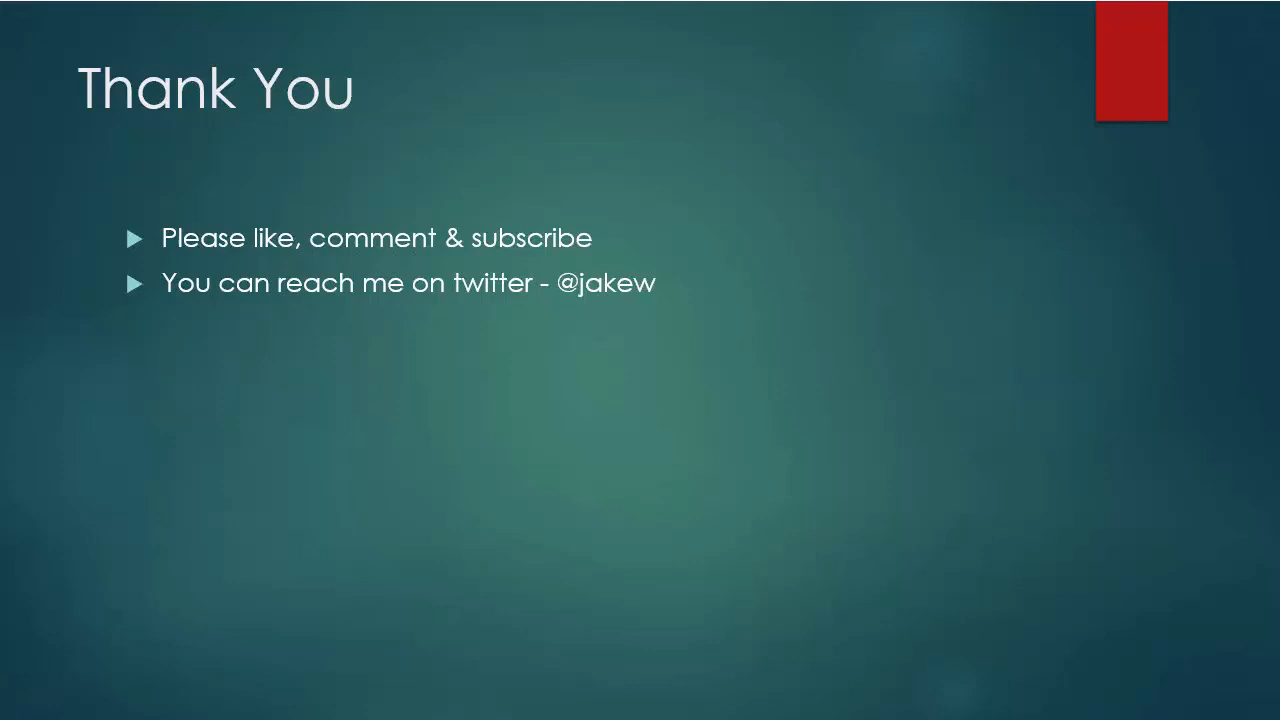 Thank You
Please like, comment & subscribe
You can reach me on twitter - @jakew